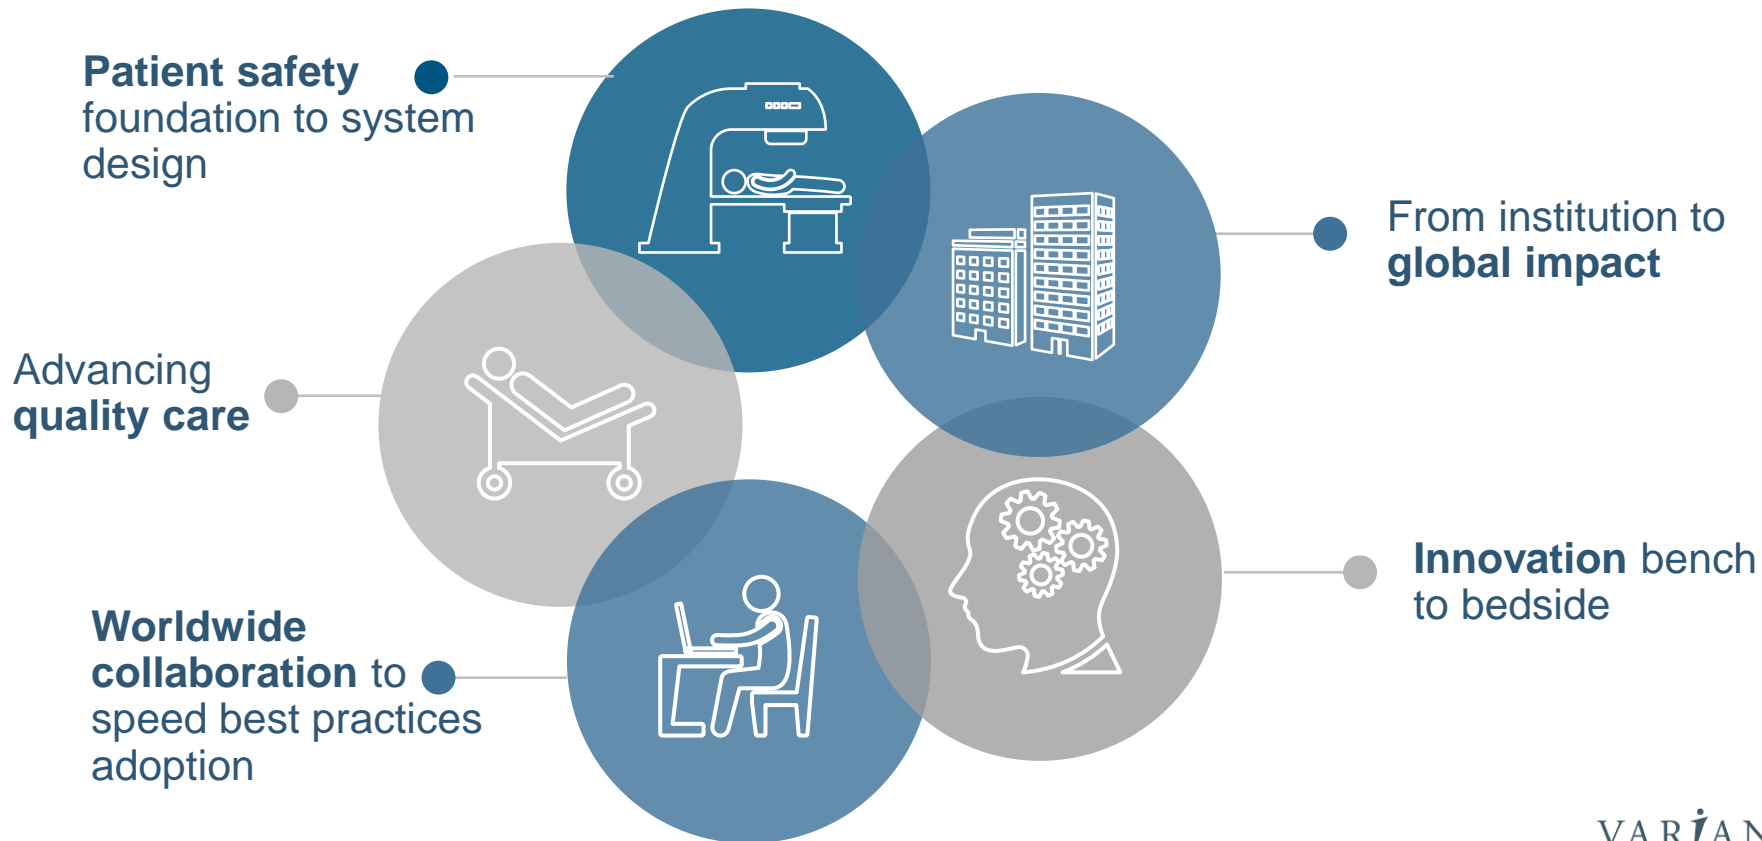 Patient safety
foundation to system
design
From institution to
global impact
Advancing
quality care
Innovation bench
to bedside
Worldwide
collaboration to
speed best practices
adoption
VARIAN